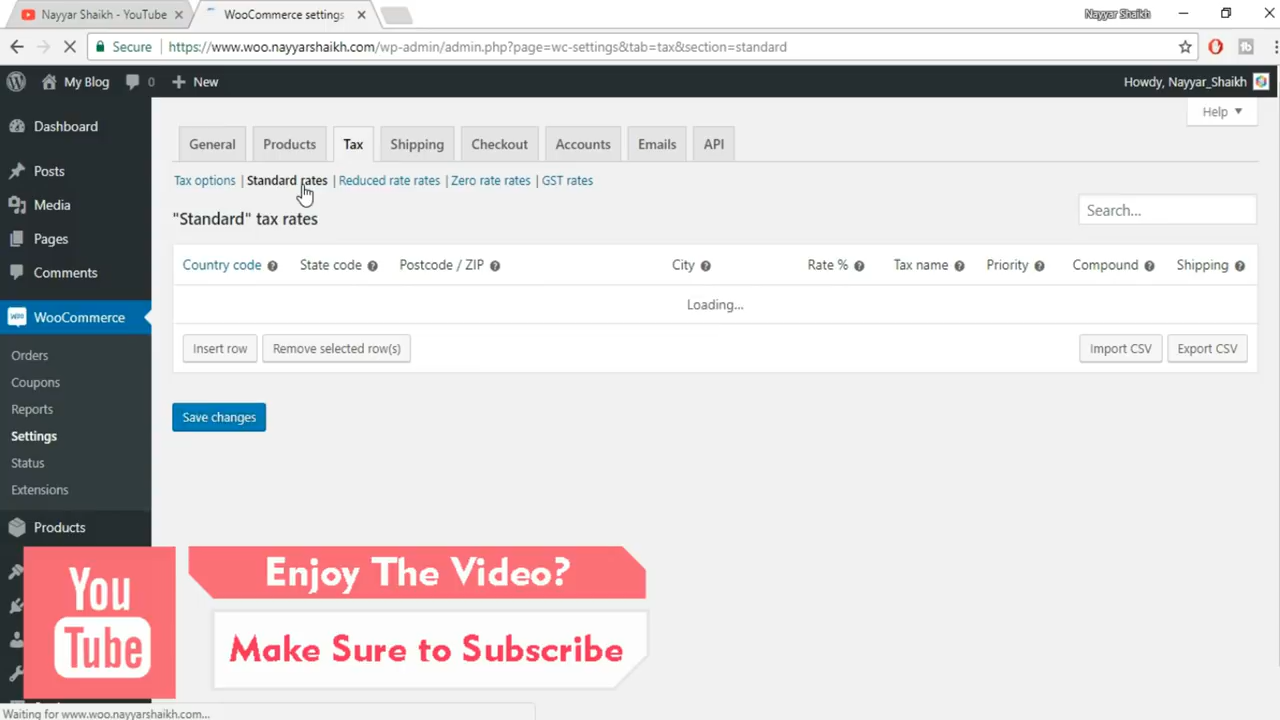 Nayyar Shaikh - YouTube
WooCommerce settings
Nayyar Shaikh
Secure
https://www.woo.nayyarshaikh.com/wp-admin/admin.php?page=wc-settings&tab=tax&section=standard
My Blog
0
New
Howdy, Nayyar_Shaikh
Help
Dashboard
Posts
Media
Pages
Comments
WooCommerce
Orders
Coupons
Reports
Settings
Status
Extensions
Products
General
Products
Tax
Shipping
Checkout
Accounts
Emails
API
Tax options | Standard rates | Reduced rate rates | Zero rate rates | GST rates
"Standard" tax rates
Search...
Country code ? State code ? Postcode / ZIP ? City ? Rate % ? Tax name ? Priority ? Compound ? Shipping ?
Loading...
Insert row
Remove selected row(s)
Import CSV
Export CSV
Save changes
You
Tube
Enjoy The Video?
Make Sure to Subscribe
Waiting for www.woo.nayyarshaikh.com...